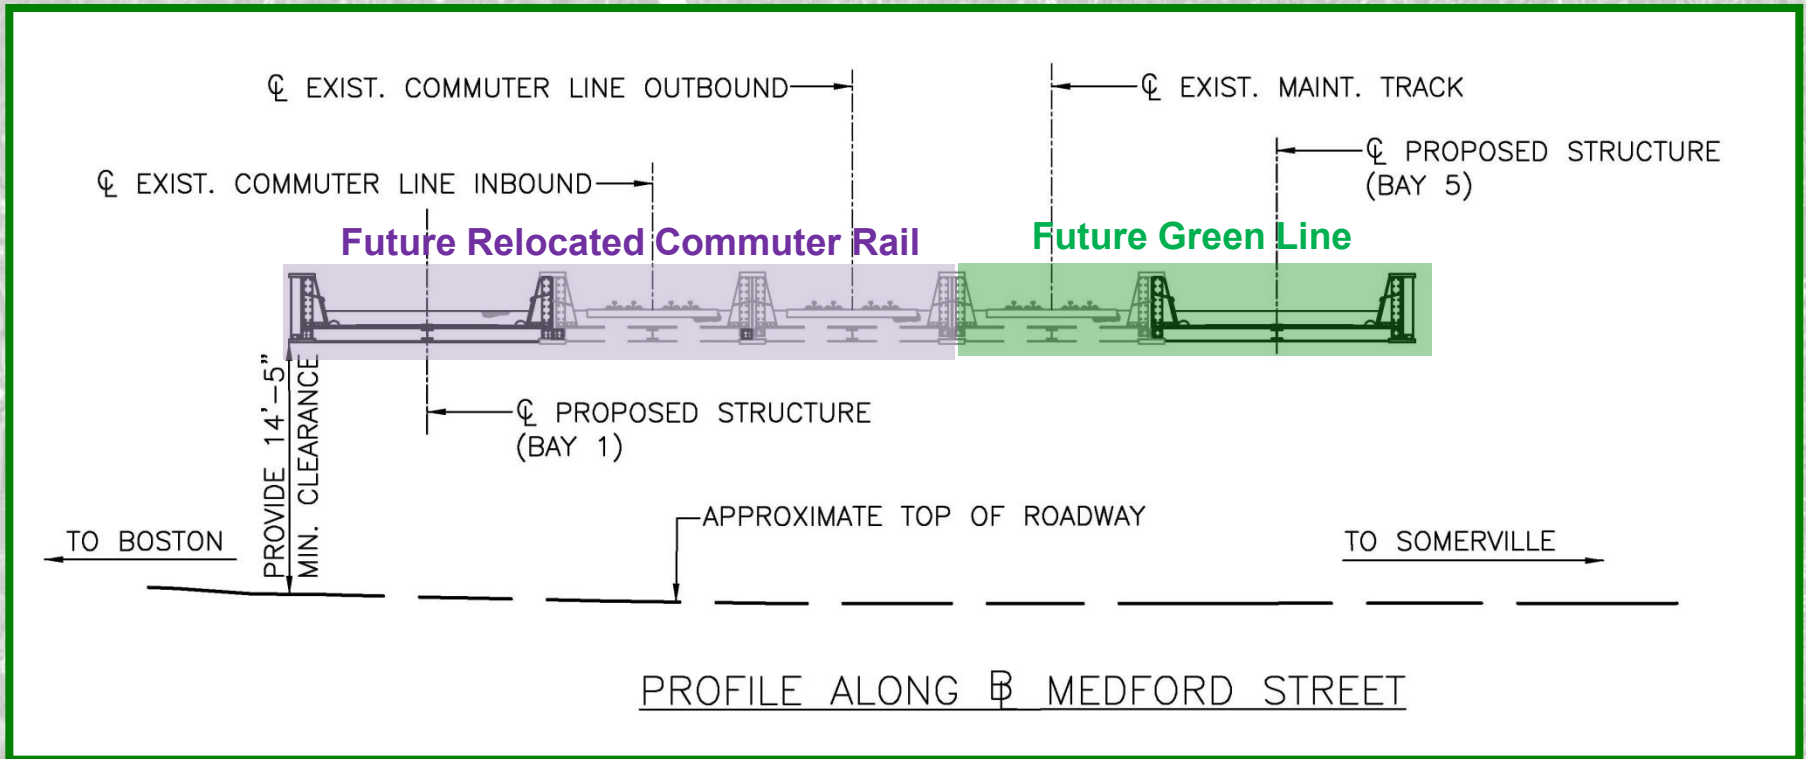 ℄ EXIST. COMMUTER LINE OUTBOUND
℄ EXIST. MAINT. TRACK
℄ PROPOSED STRUCTURE
(BAY 5)
℄ EXIST. COMMUTER LINE INBOUND
Future Relocated Commuter Rail
Future Green Line
PROVIDE 14'-5"
MIN. CLEARANCE
℄ PROPOSED STRUCTURE
(BAY 1)
APPROXIMATE TOP OF ROADWAY
TO BOSTON
TO SOMERVILLE
PROFILE ALONG BL MEDFORD STREET